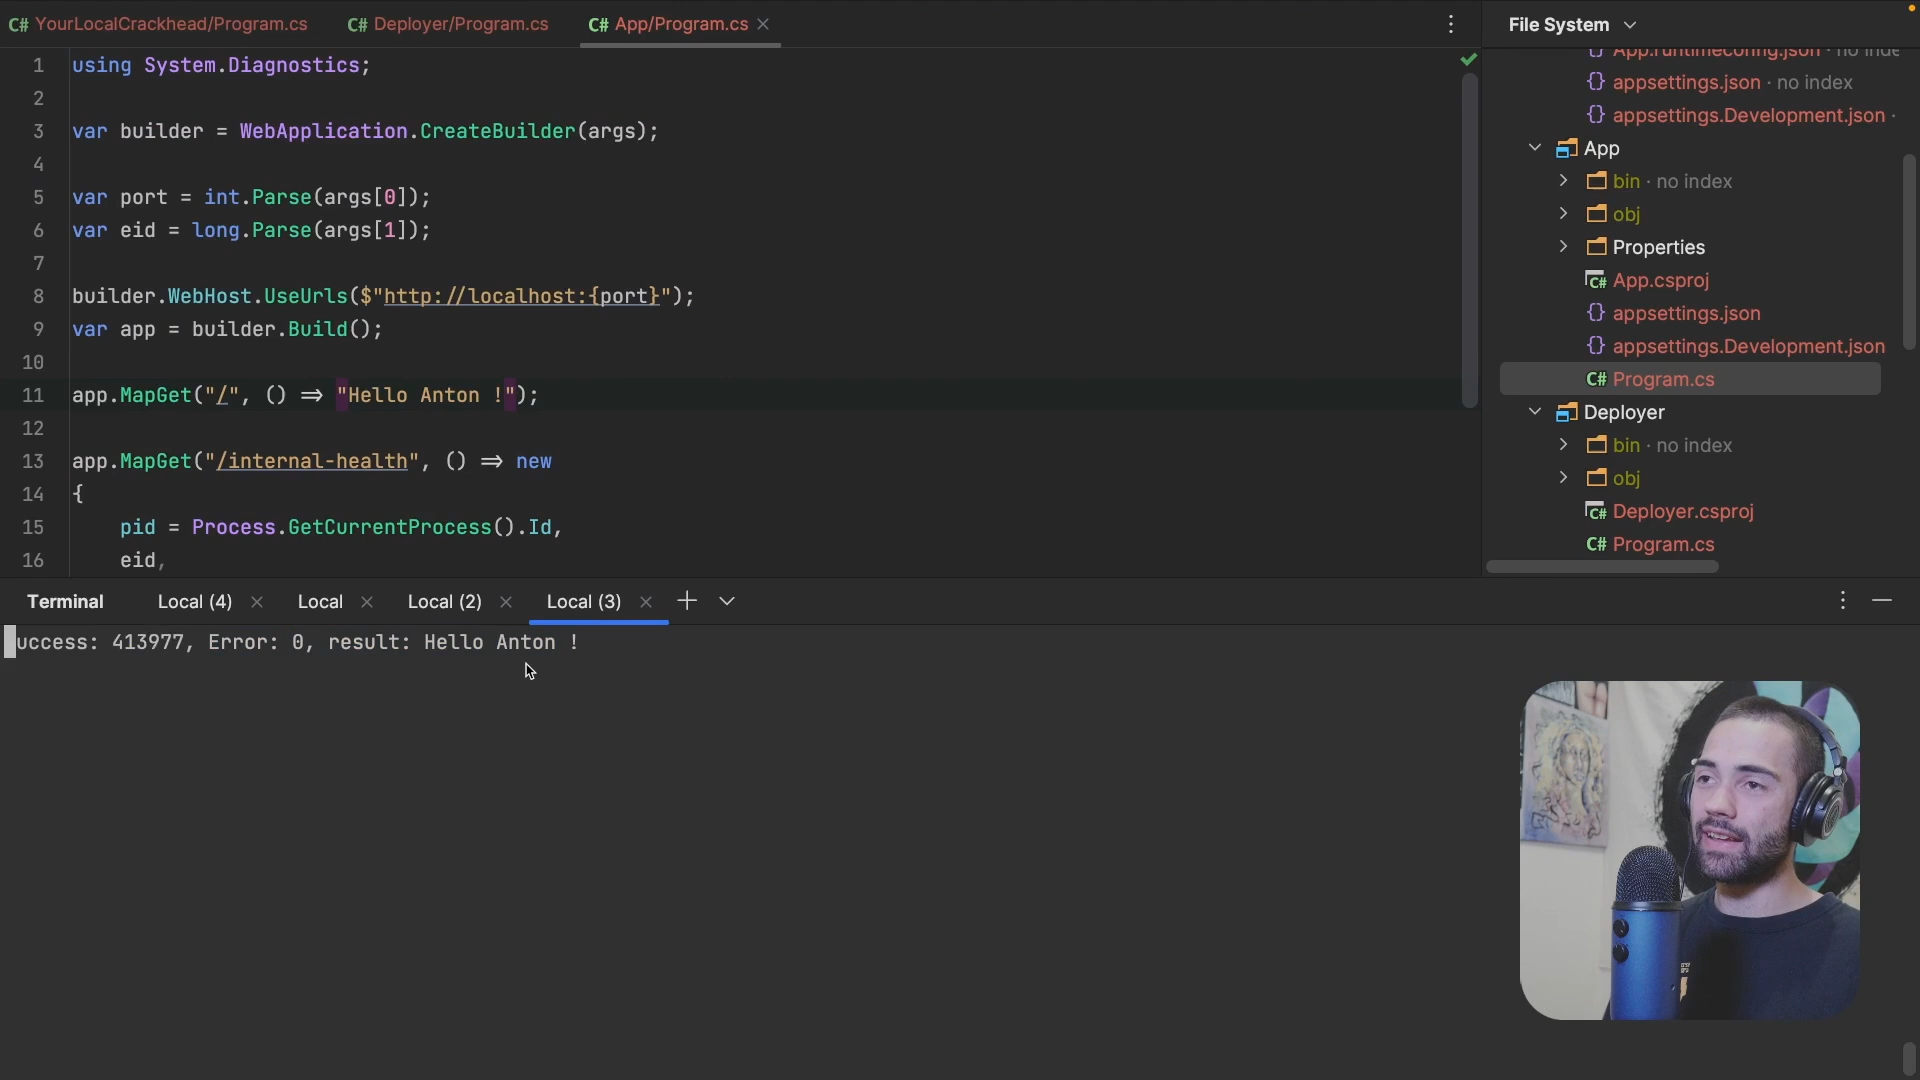 C# YourLocalCrackhead/Program.cs
C# Deployer/Program.cs
C# App/Program.cs
File System
1 using System.Diagnostics;
2
3 var builder = WebApplication.CreateBuilder(args);
4
5 var port = int.Parse(args[0]);
6 var eid = long.Parse(args[1]);
7
8 builder.WebHost.UseUrls($"http://localhost:{port}");
9 var app = builder.Build();
10
11 app.MapGet("/", () => "Hello Anton !");
12
13 app.MapGet("/internal-health", () => new
14 {
15 pid = Process.GetCurrentProcess().Id,
16 eid,
{} App.runtimeconfig.json · no inde
{} appsettings.json · no index
{} appsettings.Development.json ·
App
bin · no index
obj
Properties
C# App.csproj
{} appsettings.json
{} appsettings.Development.json
C# Program.cs
Deployer
bin · no index
obj
C# Deployer.csproj
C# Program.cs
Terminal
Local (4)
Local
Local (2)
Local (3)
uccess: 413977, Error: 0, result: Hello Anton !